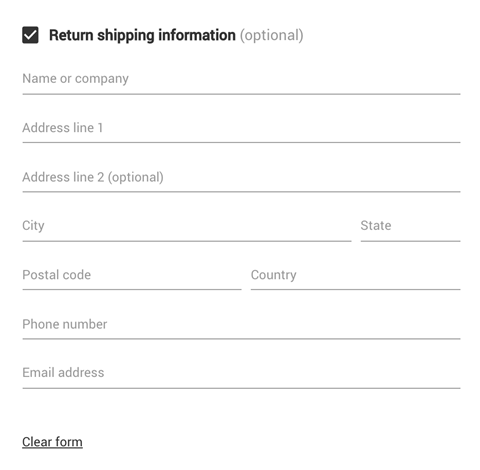 Return shipping information (optional)
Name or company
Address line 1
Address line 2 (optional)
City State
Postal code Country
Phone number
Email address
Clear form